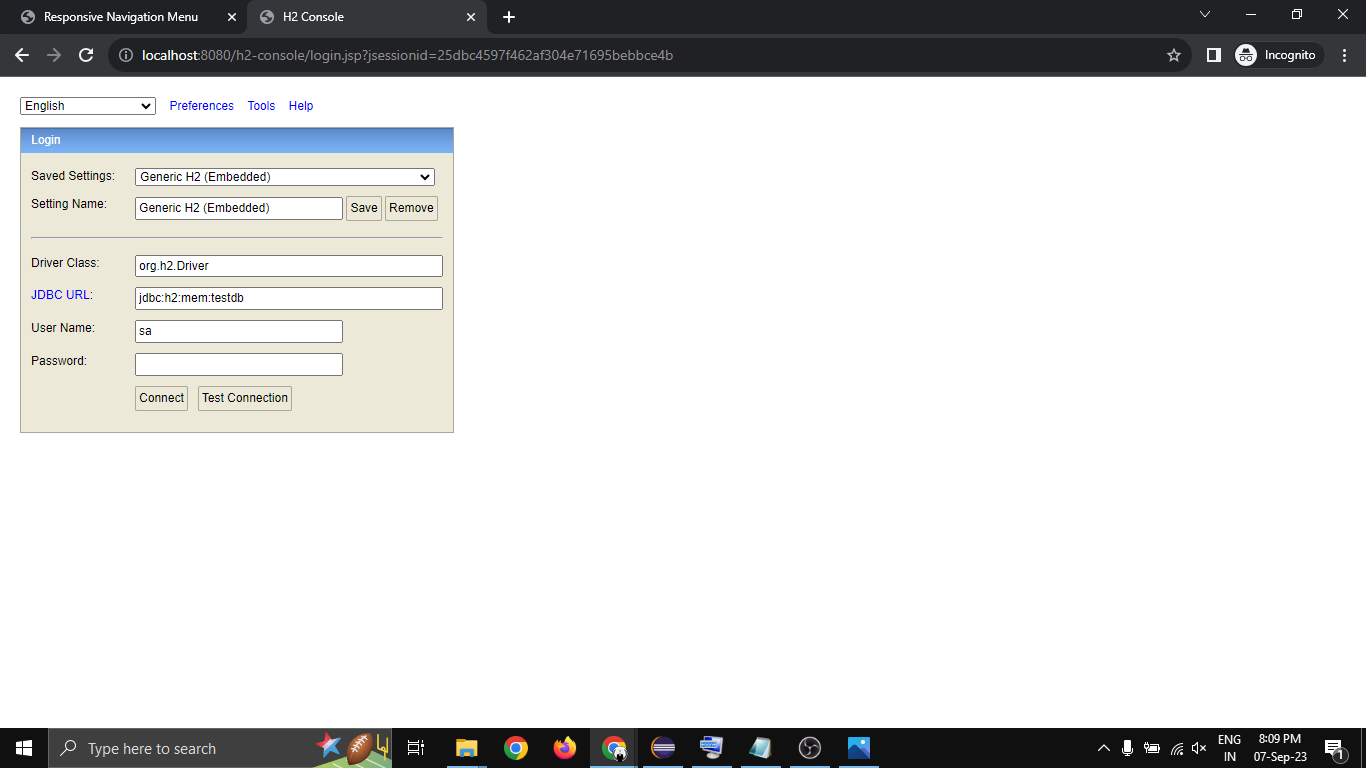 Responsive Navigation Menu
H2 Console
localhost:8080/h2-console/login.jsp?jsessionid=25dbc4597f462af304e71695bebbce4b
Incognito
English Preferences Tools Help
Login
Saved Settings: Generic H2 (Embedded)
Setting Name: Generic H2 (Embedded) Save Remove
Driver Class: org.h2.Driver
JDBC URL: jdbc:h2:mem:testdb
User Name: sa
Password:
Connect Test Connection
Type here to search
ENG
IN
8:09 PM
07-Sep-23
1